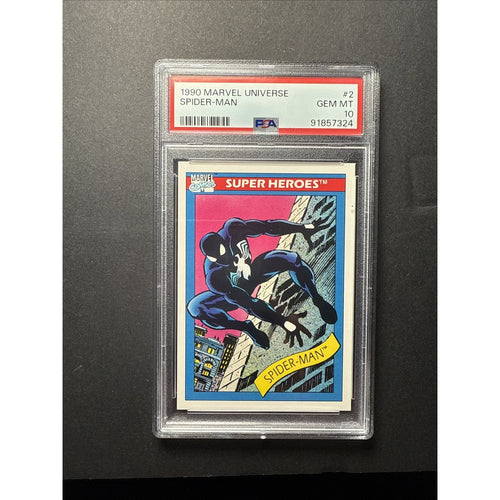 1990 MARVEL UNIVERSE #2
SPIDER-MAN GEM MT
10
PSA 91857324
MARVEL
SUPER HEROES™
SPIDER-MAN™